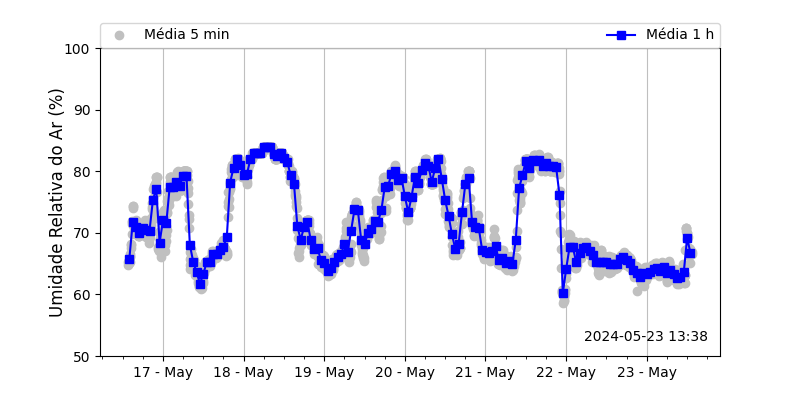 Média 5 min Média 1 h
100
90
80
70
60
50
Umidade Relativa do Ar (%)
2024-05-23 13:38
17 - May 18 - May 19 - May 20 - May 21 - May 22 - May 23 - May